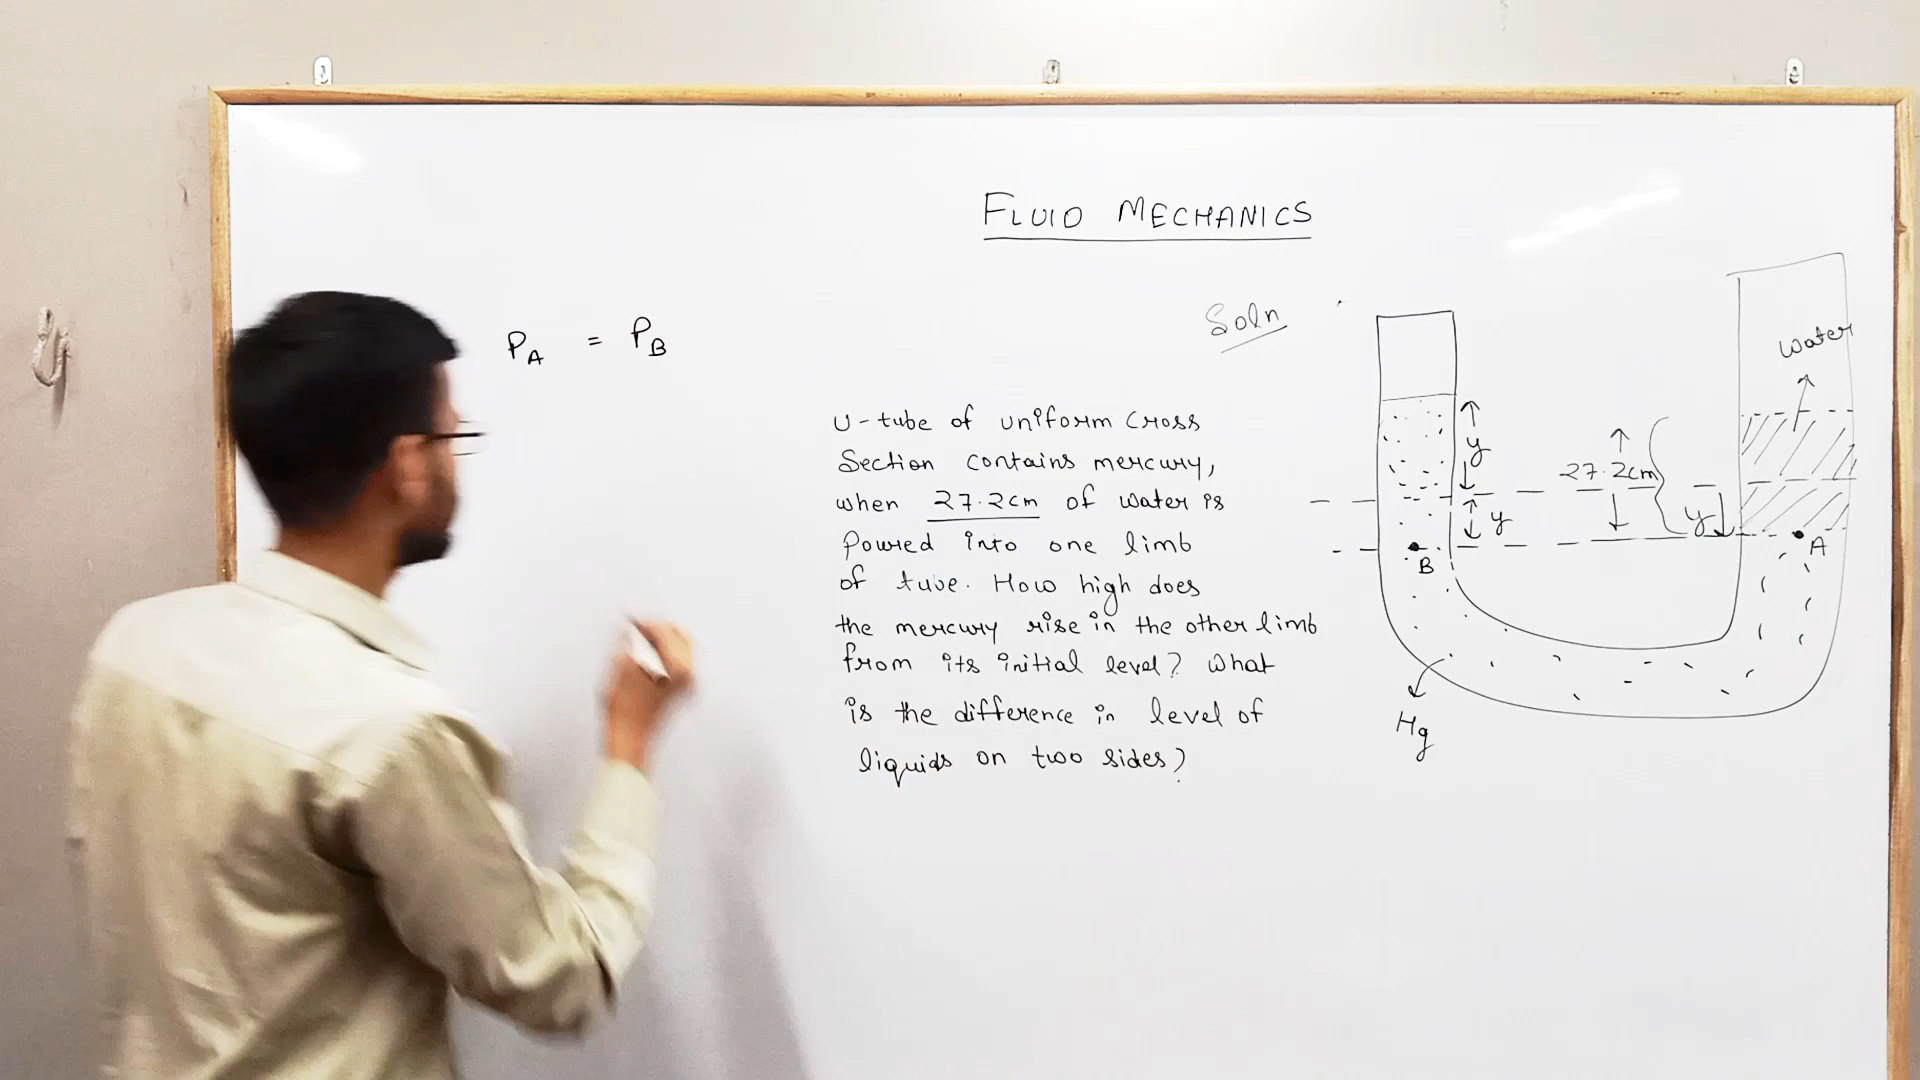 FLUID MECHANICS
Soln
P_A = P_B
U-tube of uniform cross
Section contains mercury,
when 27.2cm of water is
Poured into one limb
of tube. How high does
the mercury rise in the other limb
from its initial level? What
is the difference in level of
liquids on two sides?
water
y
27.2cm
y
y
A
B
Hg